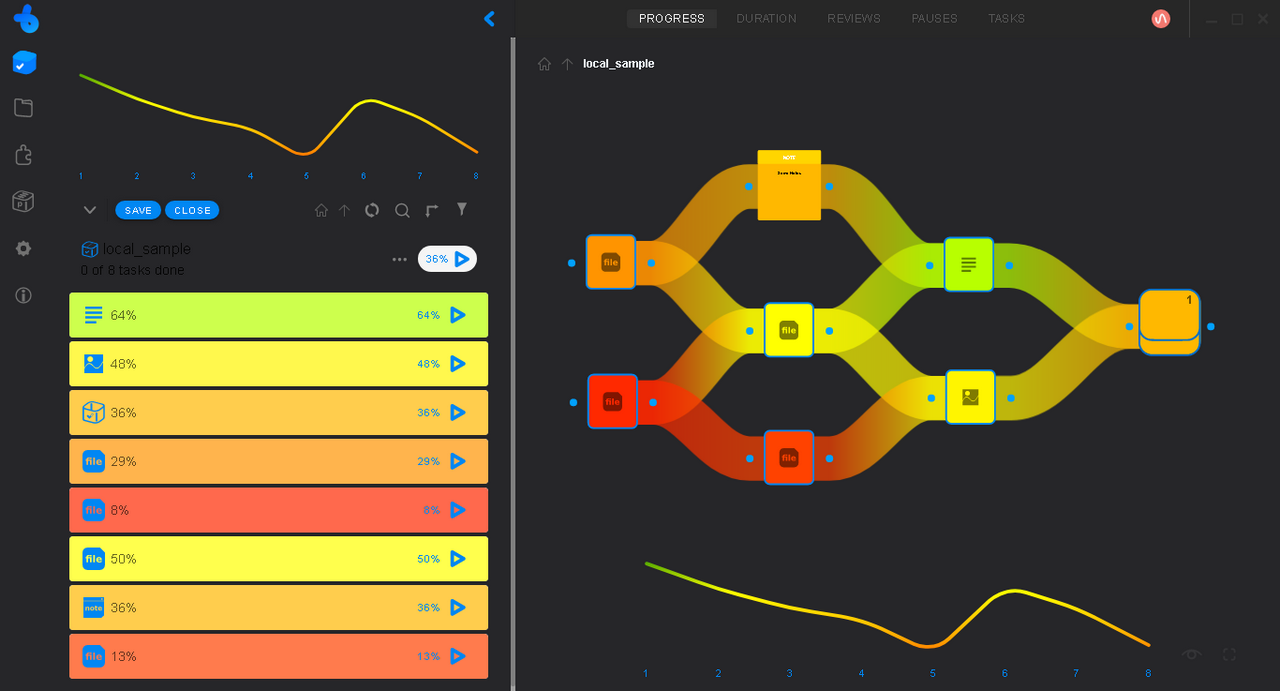 PROGRESS DURATION REVIEWS PAUSES TASKS
local_sample
1 2 3 4 5 6 7 8
SAVE CLOSE
local_sample
0 of 8 tasks done
36%
64% 64%
48% 48%
36% 36%
file 29% 29%
file 8% 8%
file 50% 50%
note 36% 36%
file 13% 13%
NOTE
Some Notes.
file
file
file
file
1
1 2 3 4 5 6 7 8